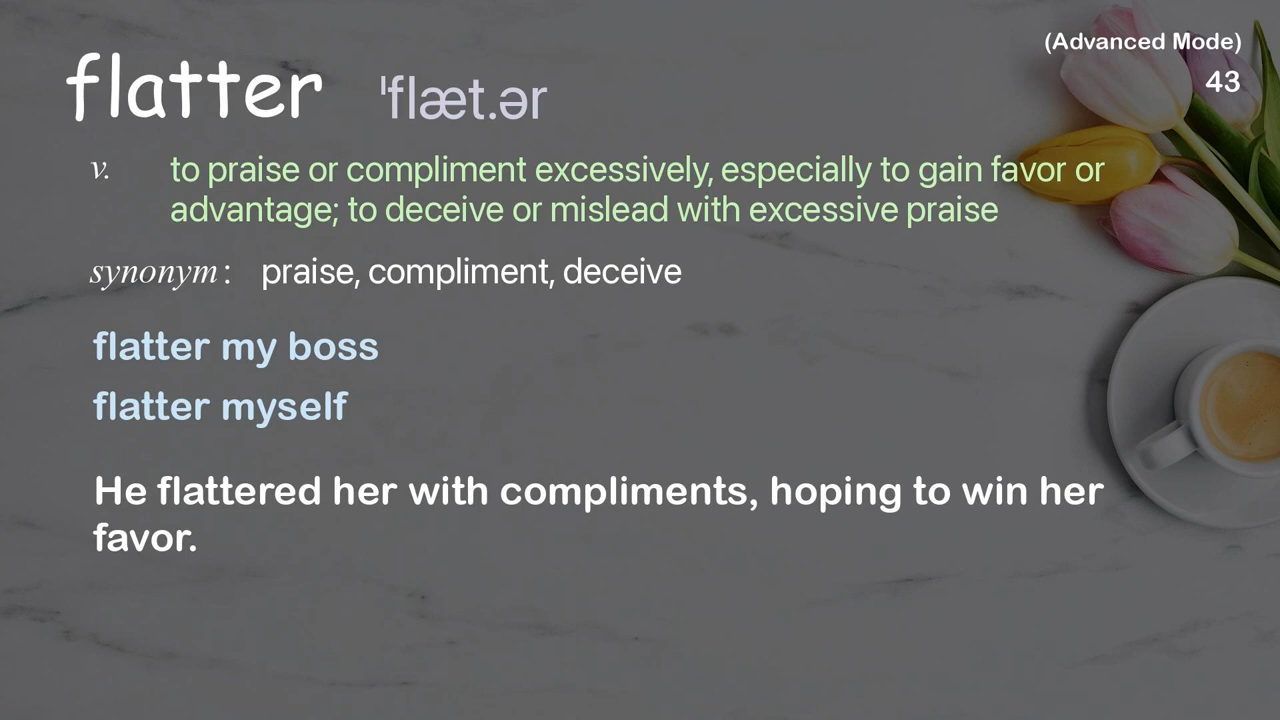 (Advanced Mode)
43
flatter ˈflæt.ər
v. to praise or compliment excessively, especially to gain favor or
advantage; to deceive or mislead with excessive praise
synonym : praise, compliment, deceive
flatter my boss
flatter myself
He flattered her with compliments, hoping to win her
favor.